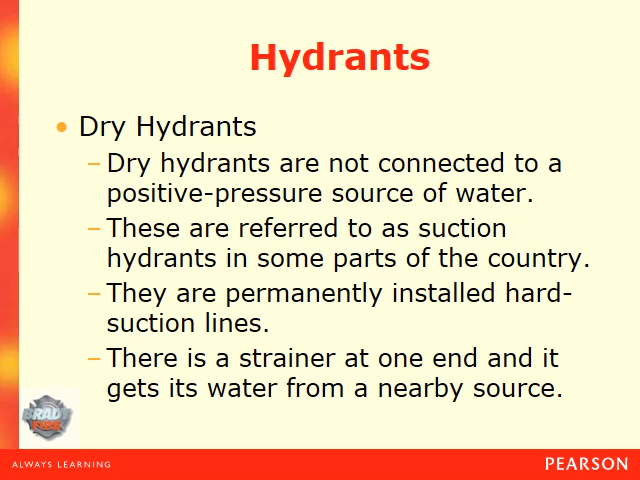 Hydrants
• Dry Hydrants
– Dry hydrants are not connected to a
positive-pressure source of water.
– These are referred to as suction
hydrants in some parts of the country.
– They are permanently installed hard-
suction lines.
– There is a strainer at one end and it
gets its water from a nearby source.
BRADY
FIRE
ALWAYS LEARNING
PEARSON